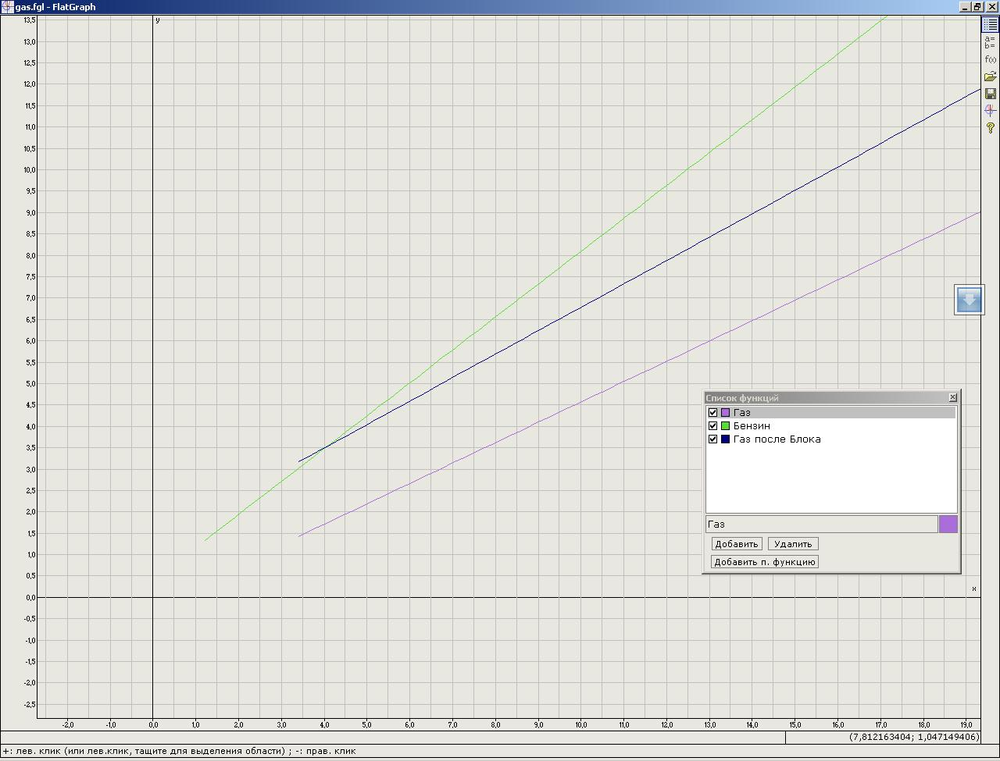 gas.fgl - FlatGraph
y
13,5
13,0
12,5
12,0
11,5
11,0
10,5
10,0
9,5
9,0
8,5
8,0
7,5
7,0
6,5
6,0
5,5
5,0
4,5
4,0
3,5
3,0
2,5
2,0
1,5
1,0
0,5
0,0
-0,5
-1,0
-1,5
-2,0
-2,5
a=
b=
f(x)
Список функций
Газ
Бензин
Газ после Блока
Газ
Добавить Удалить
Добавить п. функцию
x
-2,0 -1,0 0,0 1,0 2,0 3,0 4,0 5,0 6,0 7,0 8,0 9,0 10,0 11,0 12,0 13,0 14,0 15,0 16,0 17,0 18,0 19,0
(7,812163404; 1,047149406)
+: лев. клик (или лев.клик, тащите для выделения области) ; -: прав. клик